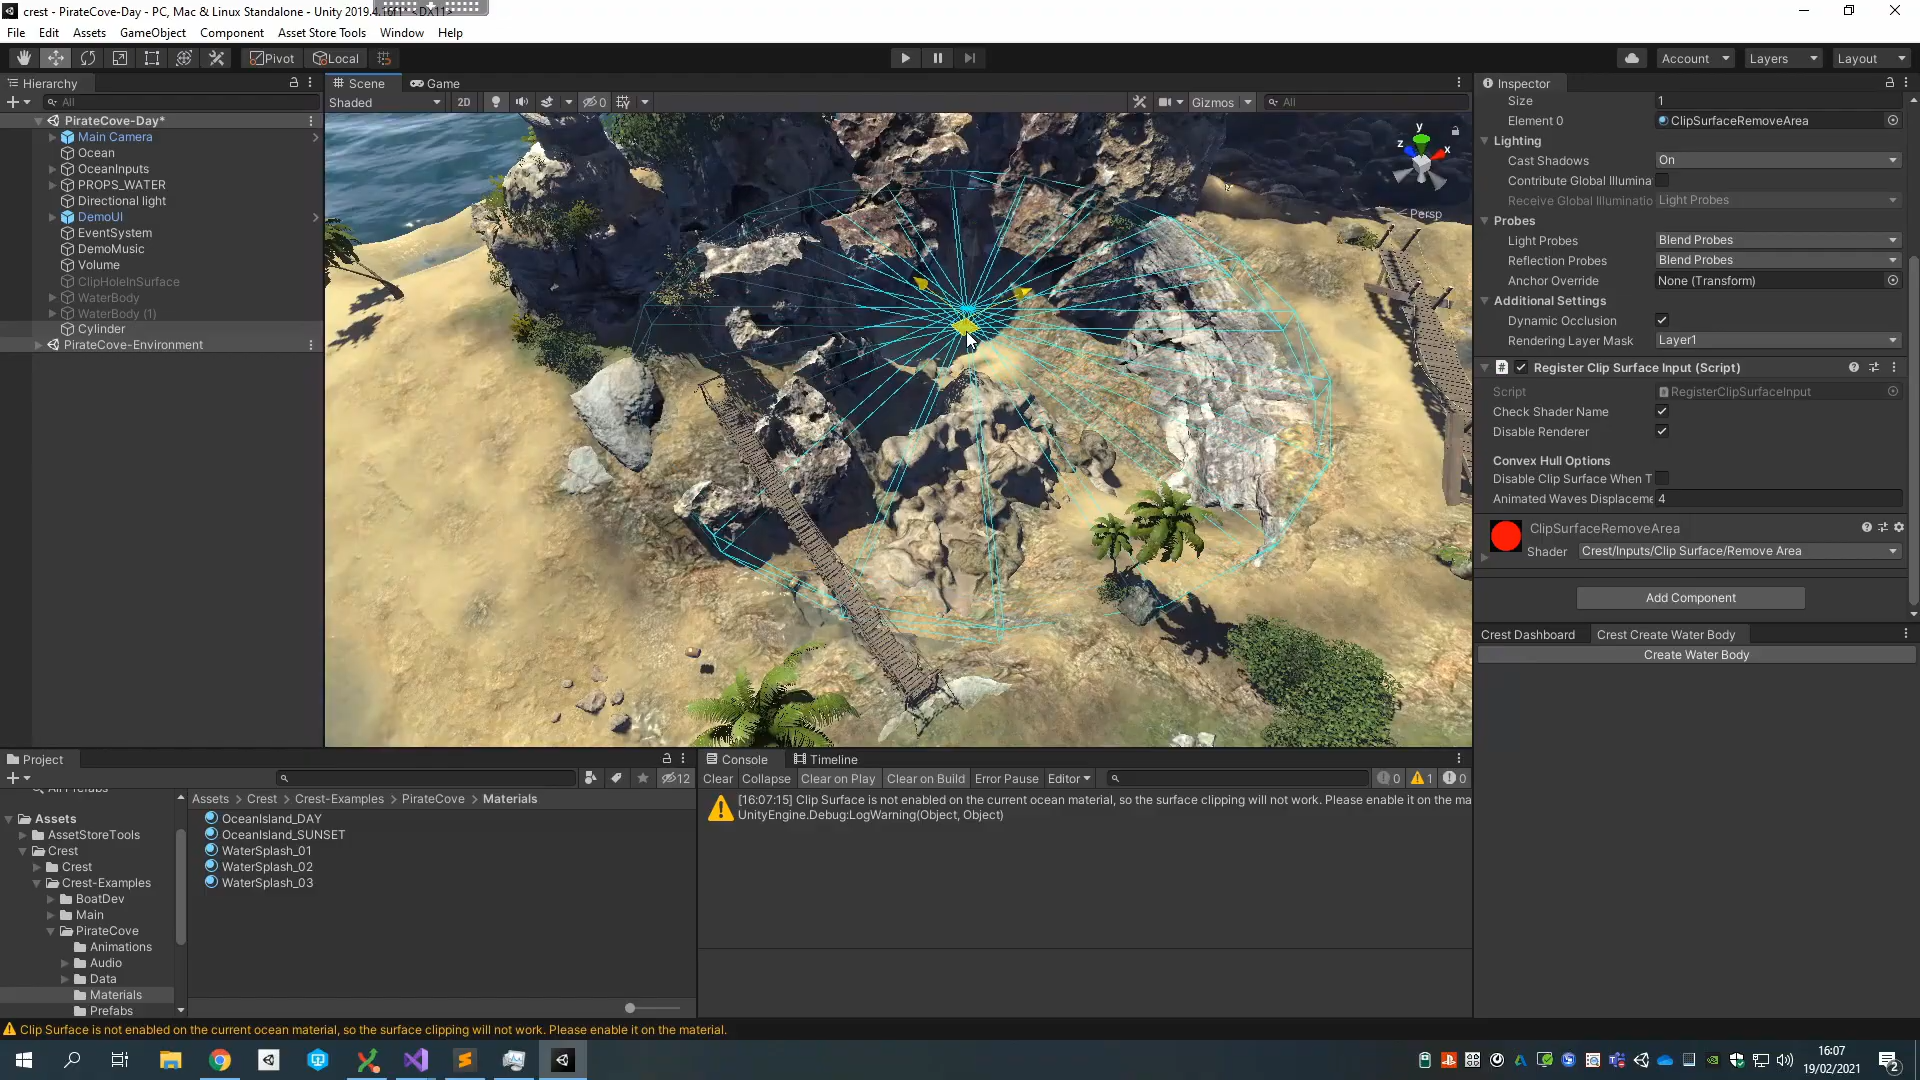 crest - PirateCove-Day - PC, Mac & Linux Standalone - Unity 2019.4.16f1* <DX11>
File Edit Assets GameObject Component Asset Store Tools Window Help
Pivot Local Account Layers Layout
Hierarchy
All
PirateCove-Day*
Main Camera
Ocean
OceanInputs
PROPS_WATER
Directional light
DemoUI
EventSystem
DemoMusic
Volume
ClipHoleInSurface
WaterBody
WaterBody (1)
Cylinder
PirateCove-Environment
Scene Game
Shaded 2D 0 Gizmos All
y
z x
Persp
Inspector
Size 1
Element 0 ClipSurfaceRemoveArea
Lighting
Cast Shadows On
Contribute Global Illumina
Receive Global Illuminatio Light Probes
Probes
Light Probes Blend Probes
Reflection Probes Blend Probes
Anchor Override None (Transform)
Additional Settings
Dynamic Occlusion
Rendering Layer Mask Layer1
# Register Clip Surface Input (Script)
Script RegisterClipSurfaceInput
Check Shader Name
Disable Renderer
Convex Hull Options
Disable Clip Surface When T
Animated Waves Displaceme 4
ClipSurfaceRemoveArea
Shader Crest/Inputs/Clip Surface/Remove Area
Add Component
Crest Dashboard Crest Create Water Body
Create Water Body
Project
12
Assets
AssetStoreTools
Crest
Crest
Crest-Examples
BoatDev
Main
PirateCove
Animations
Audio
Data
Materials
Prefabs
Assets > Crest > Crest-Examples > PirateCove > Materials
OceanIsland_DAY
OceanIsland_SUNSET
WaterSplash_01
WaterSplash_02
WaterSplash_03
Console Timeline
Clear Collapse Clear on Play Clear on Build Error Pause Editor 0 1 0
[16:07:15] Clip Surface is not enabled on the current ocean material, so the surface clipping will not work. Please enable it on the ma
UnityEngine.Debug:LogWarning(Object, Object)
Clip Surface is not enabled on the current ocean material, so the surface clipping will not work. Please enable it on the material.
16:07
19/02/2021
2